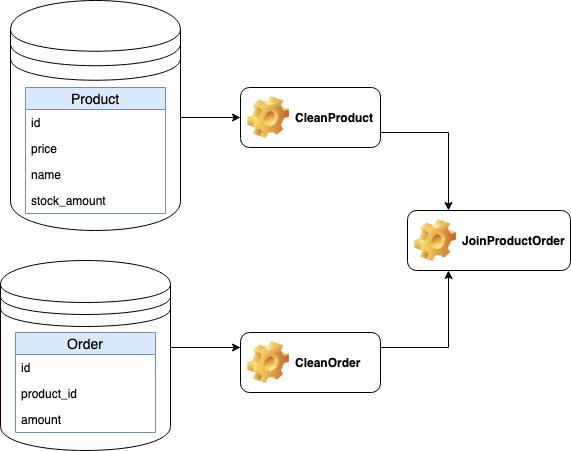 Product
id
price
name
stock_amount
CleanProduct
JoinProductOrder
Order
id
product_id
amount
CleanOrder